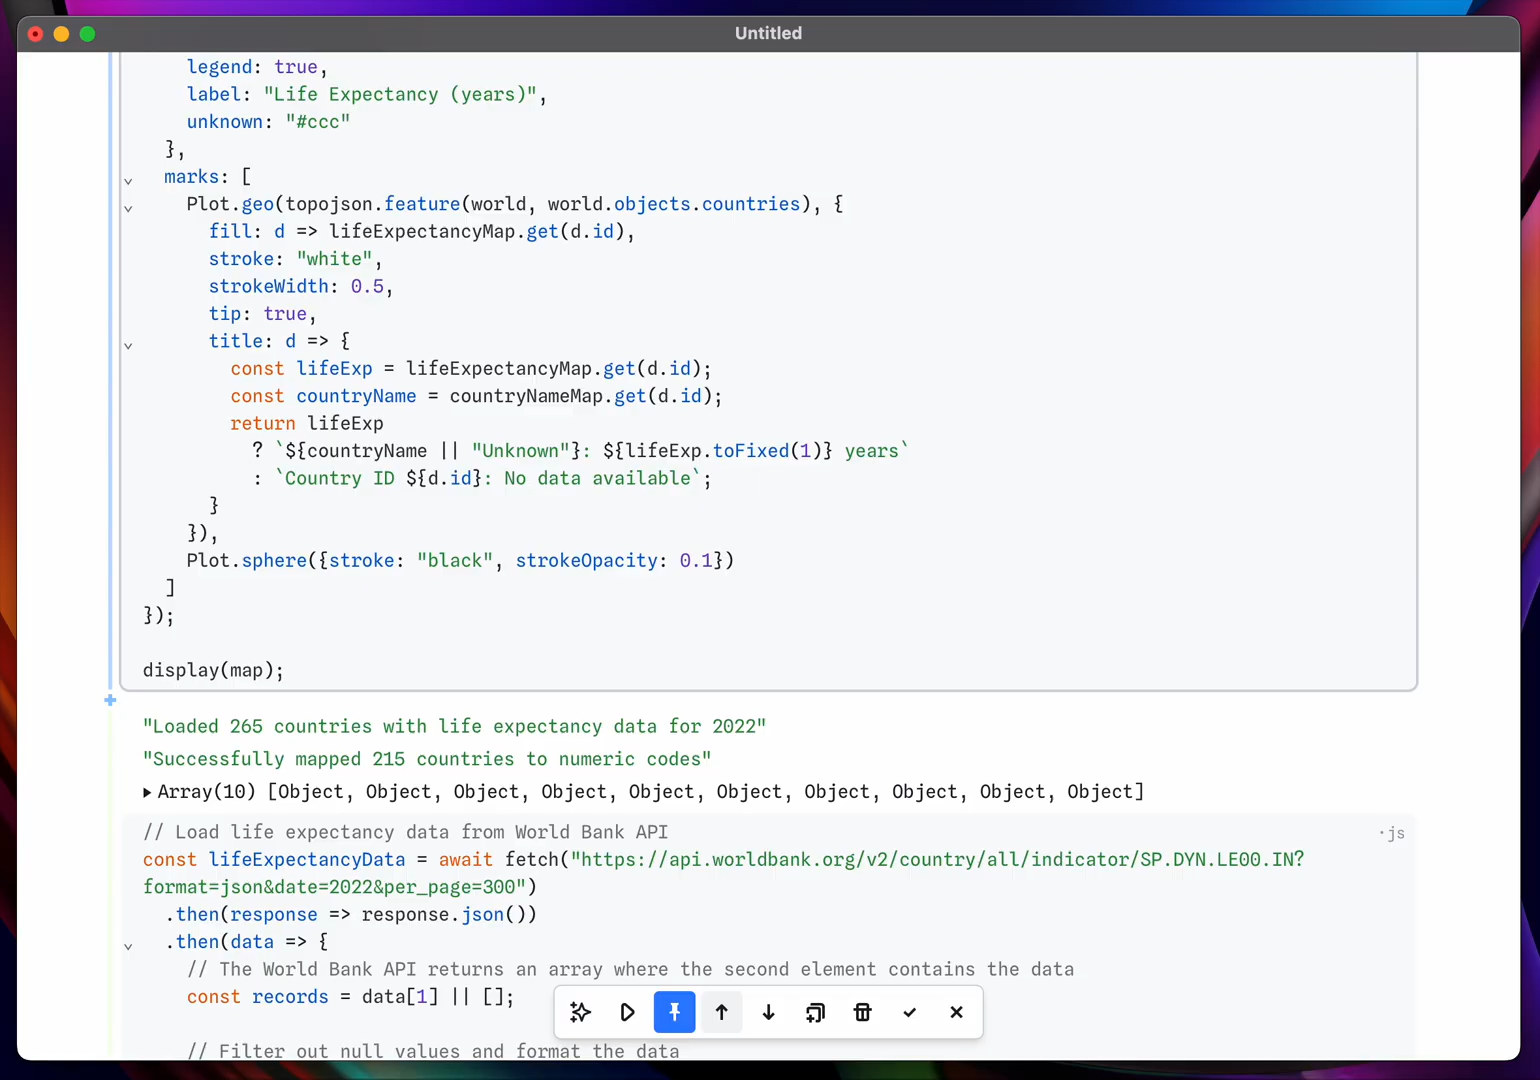 Untitled
legend: true,
label: "Life Expectancy (years)",
unknown: "#ccc"
},
marks: [
Plot.geo(topojson.feature(world, world.objects.countries), {
fill: d => lifeExpectancyMap.get(d.id),
stroke: "white",
strokeWidth: 0.5,
tip: true,
title: d => {
const lifeExp = lifeExpectancyMap.get(d.id);
const countryName = countryNameMap.get(d.id);
return lifeExp
? `${countryName || "Unknown"}: ${lifeExp.toFixed(1)} years`
: `Country ID ${d.id}: No data available`;
}
}),
Plot.sphere({stroke: "black", strokeOpacity: 0.1})
]
});
display(map);
"Loaded 265 countries with life expectancy data for 2022"
"Successfully mapped 215 countries to numeric codes"
Array(10) [Object, Object, Object, Object, Object, Object, Object, Object, Object, Object]
// Load life expectancy data from World Bank API
·js
const lifeExpectancyData = await fetch("https://api.worldbank.org/v2/country/all/indicator/SP.DYN.LE00.IN?
format=json&date=2022&per_page=300")
.then(response => response.json())
.then(data => {
// The World Bank API returns an array where the second element contains the data
const records = data[1] || [];
// Filter out null values and format the data